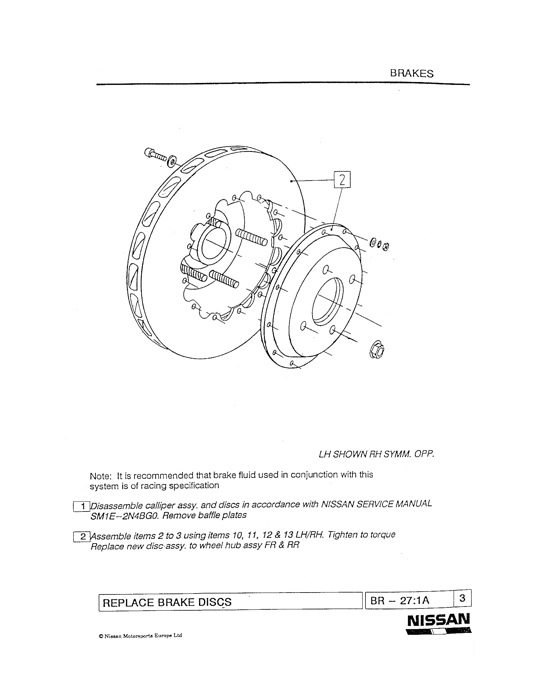 BRAKES
2
LH SHOWN RH SYMM. OPP.
Note: It is recommended that brake fluid used in conjunction with this
system is of racing specification
1 Disassemble calliper assy. and discs in accordance with NISSAN SERVICE MANUAL
SM1E-2N4BG0. Remove baffle plates
2 Assemble items 2 to 3 using items 10, 11, 12 & 13 LH/RH. Tighten to torque
Replace new disc assy. to wheel hub assy FR & RR
REPLACE BRAKE DISCS
BR - 27:1A
3
NISSAN
© Nissan Motorsports Europe Ltd